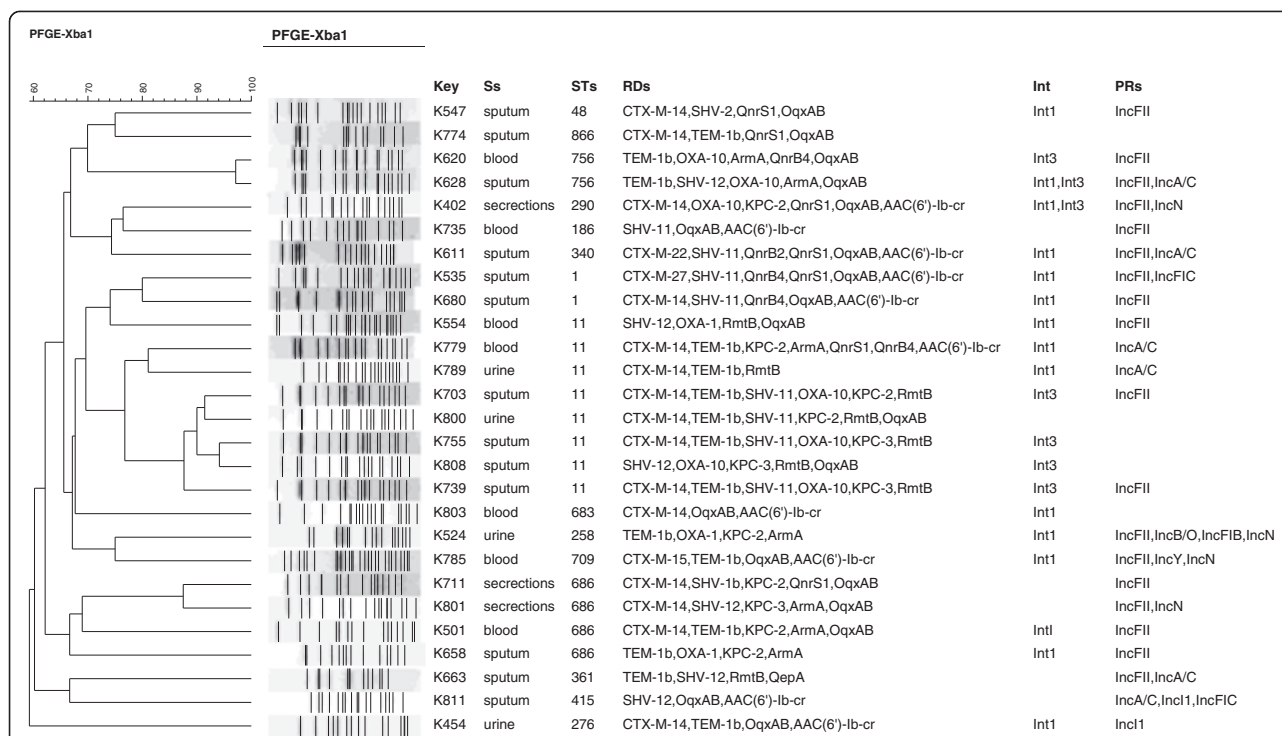 PFGE-Xba1 PFGE-Xba1
60 70 80 90 100
Key Ss STs RDs Int PRs
K547 sputum 48 CTX-M-14,SHV-2,QnrS1,OqxAB Int1 IncFII
K774 sputum 866 CTX-M-14,TEM-1b,QnrS1,OqxAB
K620 blood 756 TEM-1b,OXA-10,ArmA,QnrB4,OqxAB Int3 IncFII
K628 sputum 756 TEM-1b,SHV-12,OXA-10,ArmA,OqxAB Int1,Int3 IncFII,IncA/C
K402 secrections 290 CTX-M-14,OXA-10,KPC-2,QnrS1,OqxAB,AAC(6')-Ib-cr Int1,Int3 IncFII,IncN
K735 blood 186 SHV-11,OqxAB,AAC(6')-Ib-cr IncFII
K611 sputum 340 CTX-M-22,SHV-11,QnrB2,QnrS1,OqxAB,AAC(6')-Ib-cr Int1 IncFII,IncA/C
K535 sputum 1 CTX-M-27,SHV-11,QnrB4,QnrS1,OqxAB,AAC(6')-Ib-cr Int1 IncFII,IncFIC
K680 sputum 1 CTX-M-14,SHV-11,QnrB4,OqxAB,AAC(6')-Ib-cr Int1 IncFII
K554 blood 11 SHV-12,OXA-1,RmtB,OqxAB Int1 IncFII
K779 blood 11 CTX-M-14,TEM-1b,KPC-2,ArmA,QnrS1,QnrB4,AAC(6')-Ib-cr Int1 IncA/C
K789 urine 11 CTX-M-14,TEM-1b,RmtB Int1 IncA/C
K703 sputum 11 CTX-M-14,TEM-1b,SHV-11,OXA-10,KPC-2,RmtB Int3 IncFII
K800 urine 11 CTX-M-14,TEM-1b,SHV-11,KPC-2,RmtB,OqxAB
K755 sputum 11 CTX-M-14,TEM-1b,SHV-11,OXA-10,KPC-3,RmtB Int3
K808 sputum 11 SHV-12,OXA-10,KPC-3,RmtB,OqxAB Int3
K739 sputum 11 CTX-M-14,TEM-1b,SHV-11,OXA-10,KPC-3,RmtB Int3 IncFII
K803 blood 683 CTX-M-14,OqxAB,AAC(6')-Ib-cr Int1
K524 urine 258 TEM-1b,OXA-1,KPC-2,ArmA Int1 IncFII,IncB/O,IncFIB,IncN
K785 blood 709 CTX-M-15,TEM-1b,OqxAB,AAC(6')-Ib-cr Int1 IncFII,IncY,IncN
K711 secrections 686 CTX-M-14,SHV-1b,KPC-2,QnrS1,OqxAB IncFII
K801 secrections 686 CTX-M-14,SHV-12,KPC-3,ArmA,OqxAB IncFII,IncN
K501 blood 686 CTX-M-14,TEM-1b,KPC-2,ArmA,OqxAB IntI IncFII
K658 sputum 686 TEM-1b,OXA-1,KPC-2,ArmA Int1 IncFII
K663 sputum 361 TEM-1b,SHV-12,RmtB,QepA IncFII,IncA/C
K811 sputum 415 SHV-12,OqxAB,AAC(6')-Ib-cr IncA/C,IncI1,IncFIC
K454 urine 276 CTX-M-14,TEM-1b,OqxAB,AAC(6')-Ib-cr Int1 IncI1